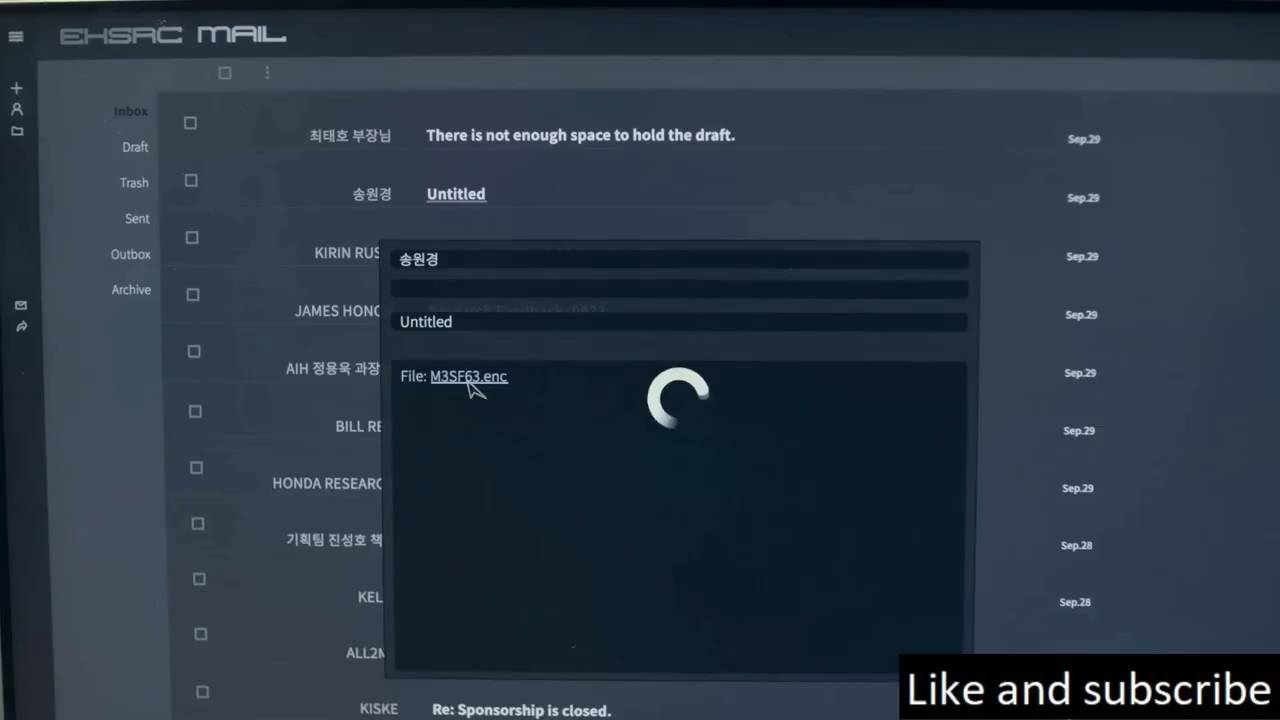 EHSRC MAIL
Inbox
Draft
Trash
Sent
Outbox
Archive
최태호 부장님 There is not enough space to hold the draft. Sep.29
송원경 Untitled Sep.29
KIRIN RUS Sep.29
JAMES HONG Sep.29
AIH 정용욱 과장 Sep.29
BILL RE Sep.29
HONDA RESEARC Sep.29
기획팀 진성호 책 Sep.28
KEL Sep.28
ALL2M
KISKE Re: Sponsorship is closed.
송원경
Untitled
File: M3SF63.enc
Like and subscribe